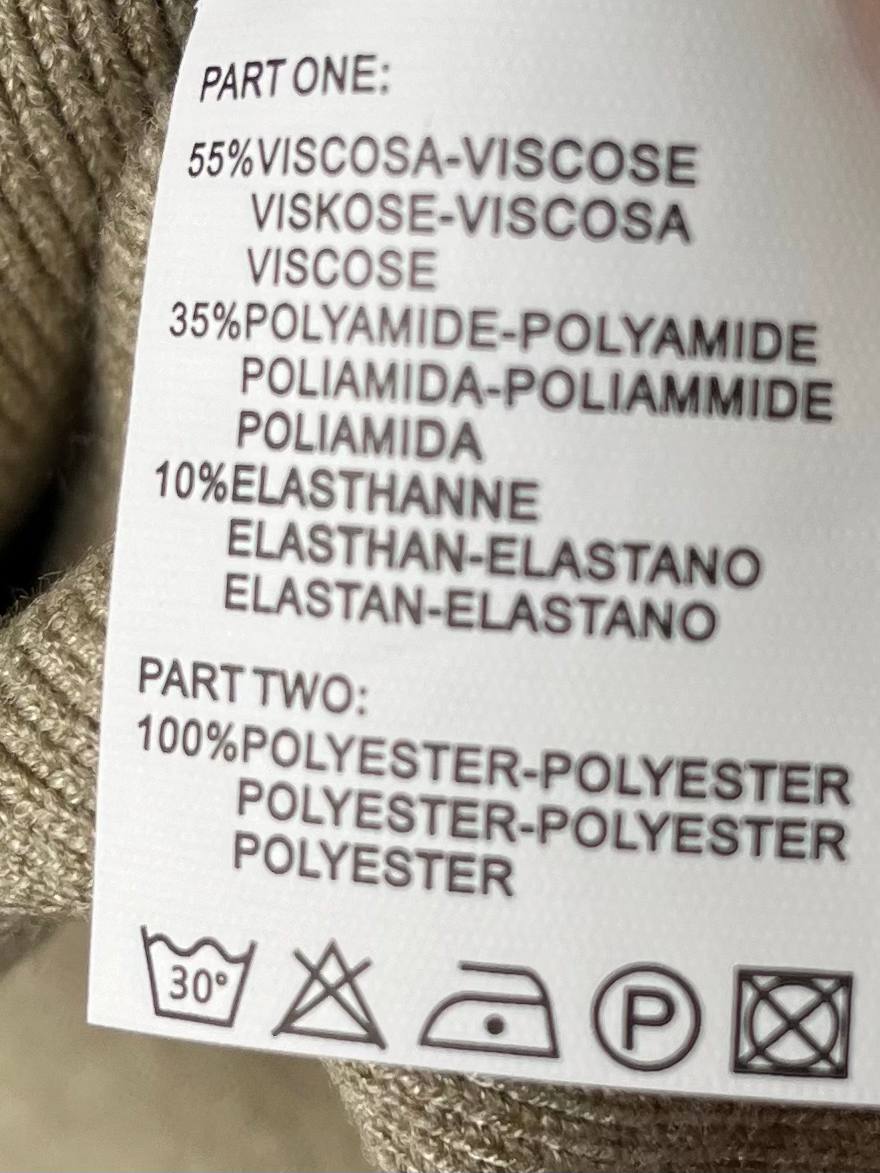 PART ONE:
55%VISCOSA-VISCOSE
VISKOSE-VISCOSA
VISCOSE
35%POLYAMIDE-POLYAMIDE
POLIAMIDA-POLIAMMIDE
POLIAMIDA
10%ELASTHANNE
ELASTHAN-ELASTANO
ELASTAN-ELASTANO
PART TWO:
100%POLYESTER-POLYESTER
POLYESTER-POLYESTER
POLYESTER
30° P